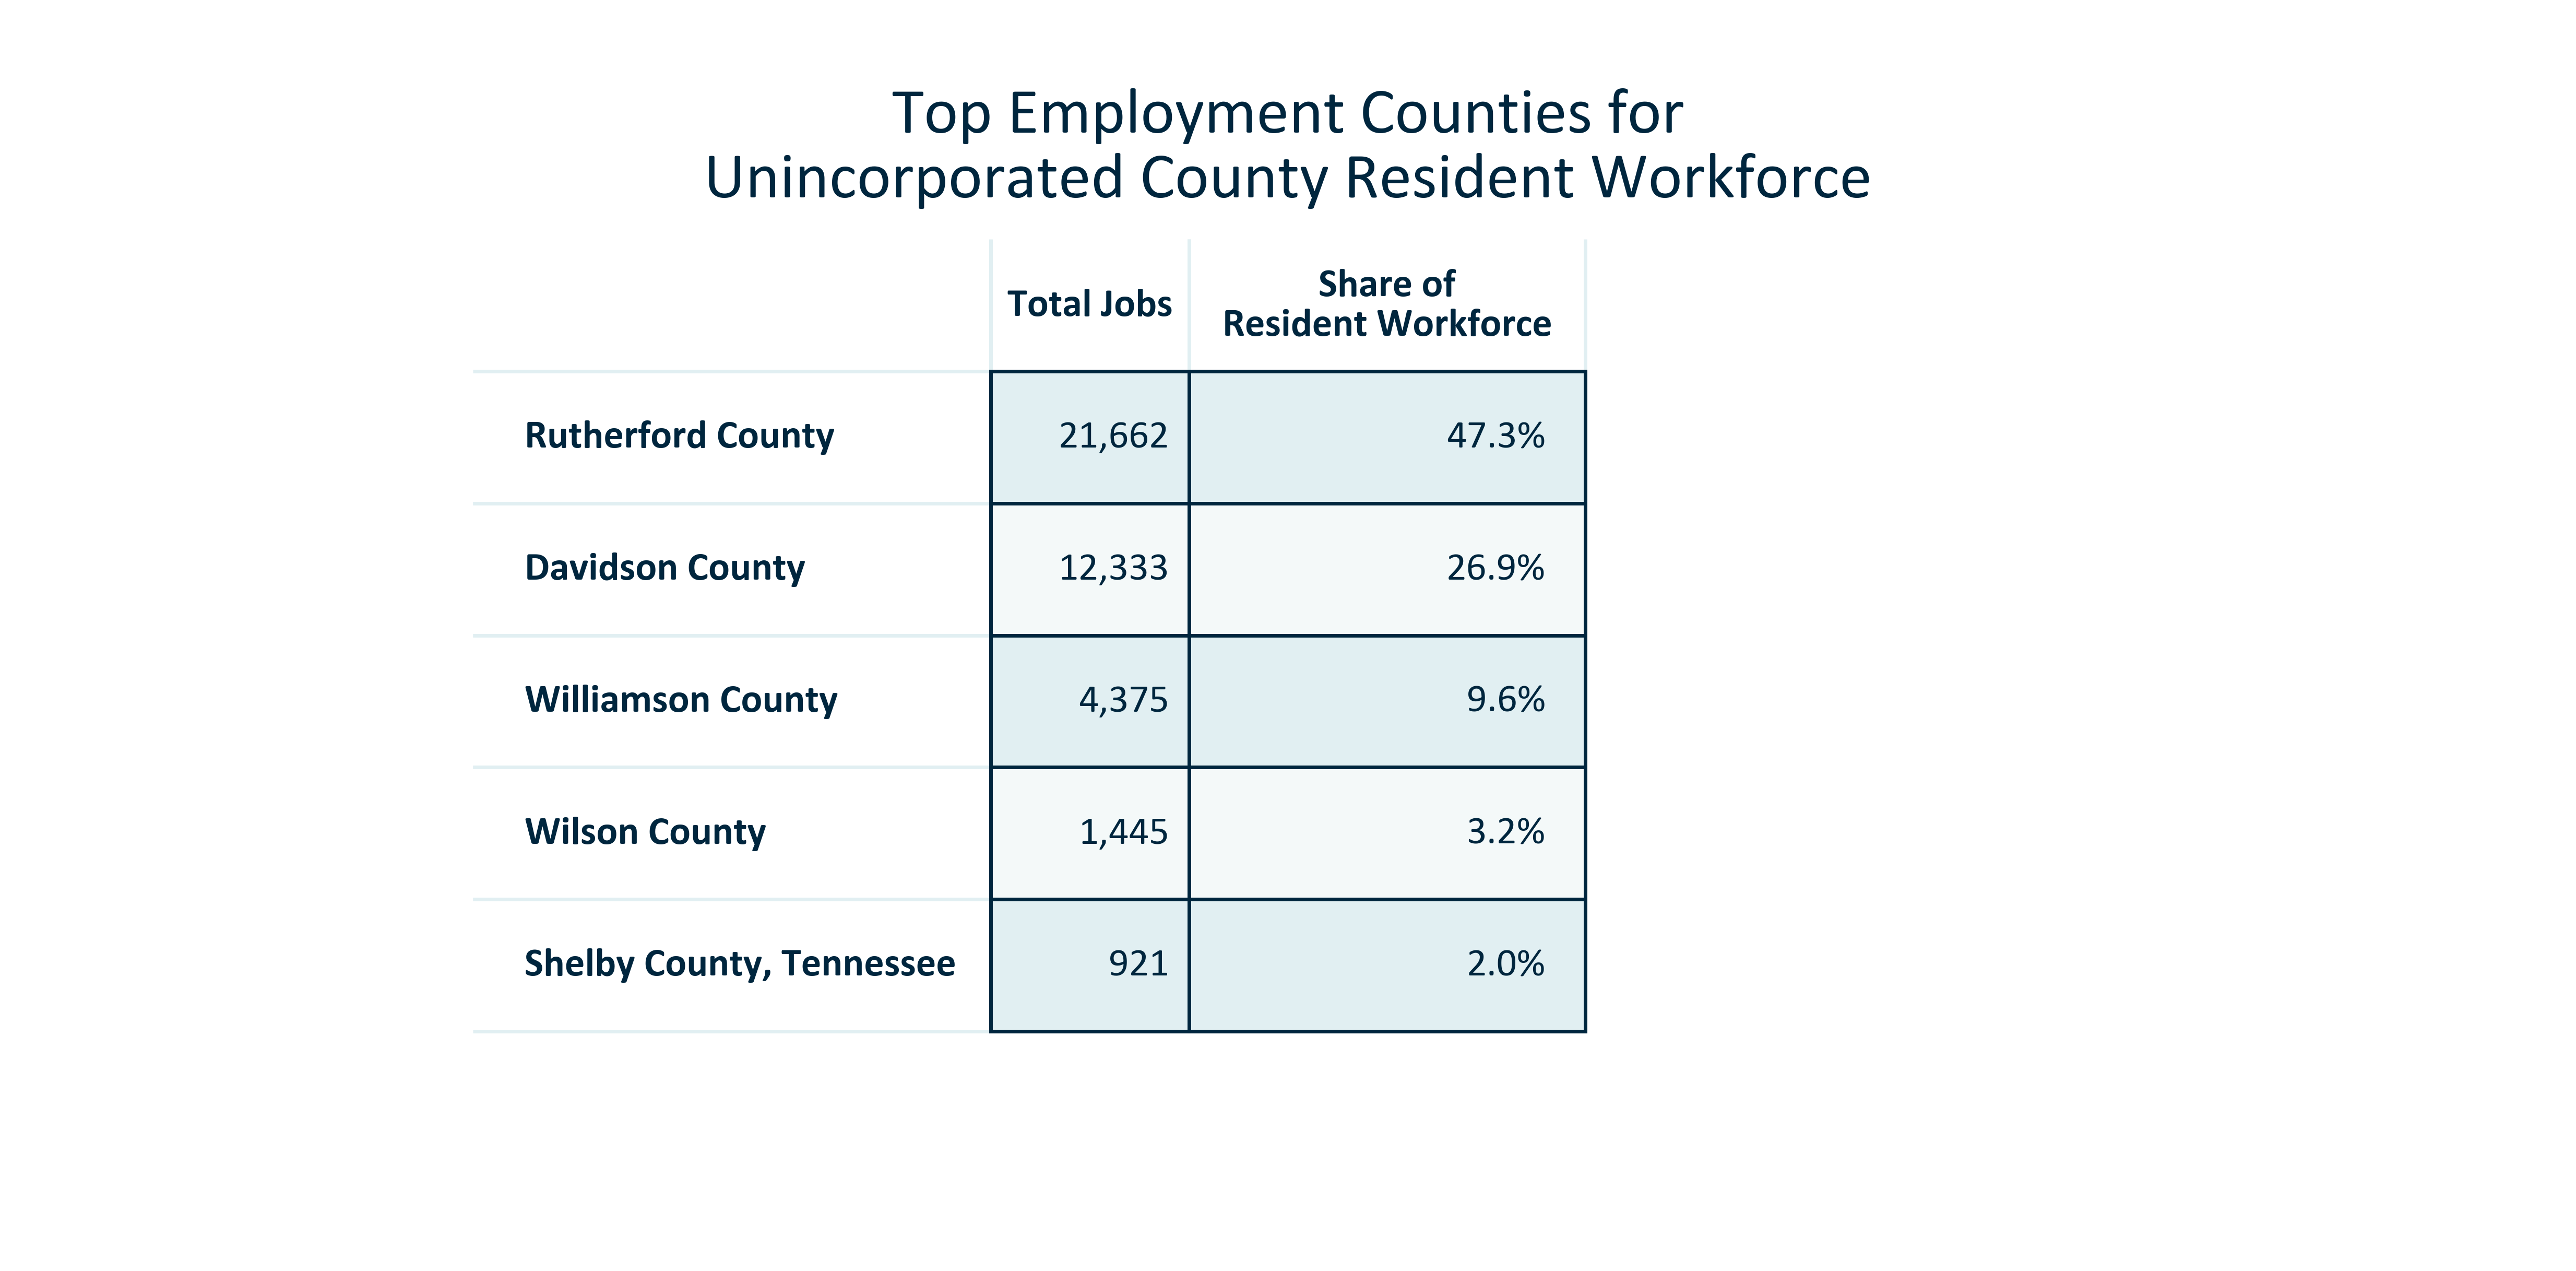 Top Employment Counties for
Unincorporated County Resident Workforce
Total Jobs
Share of
Resident Workforce
Rutherford County 21,662 47.3%
Davidson County 12,333 26.9%
Williamson County 4,375 9.6%
Wilson County 1,445 3.2%
Shelby County, Tennessee 921 2.0%